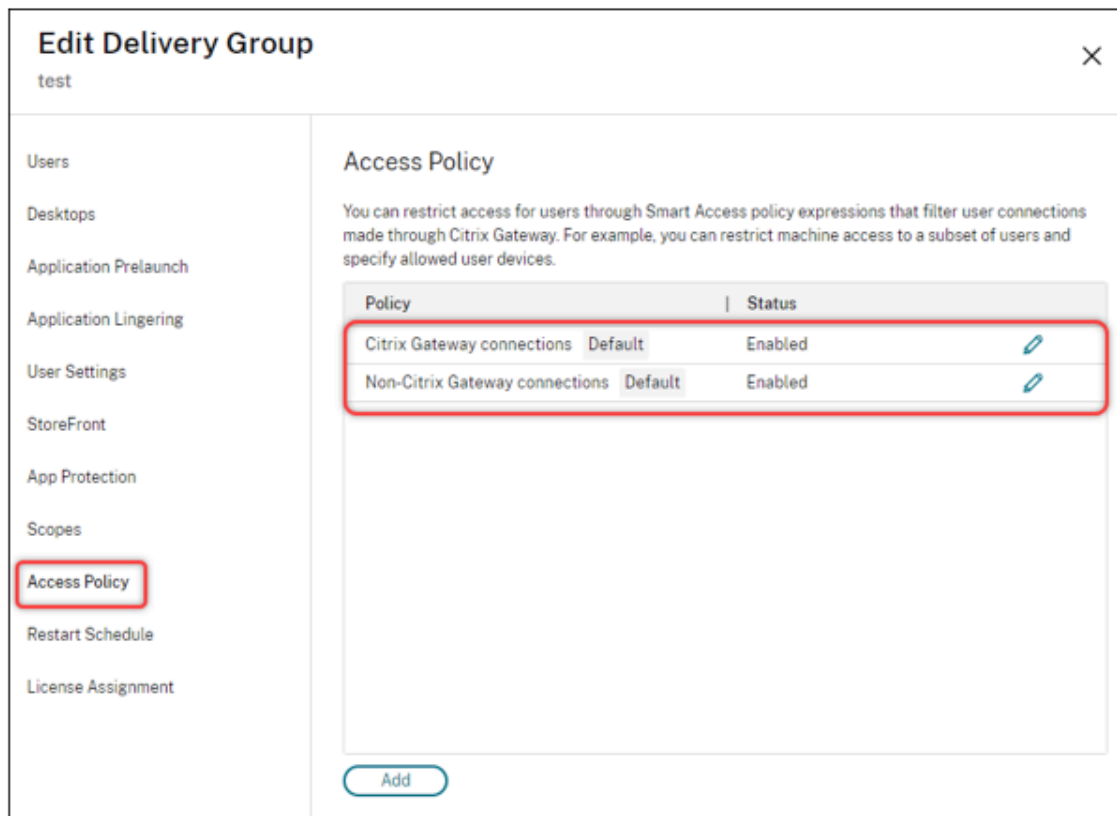 Edit Delivery Group
test
Users
Desktops
Application Prelaunch
Application Lingering
User Settings
StoreFront
App Protection
Scopes
Access Policy
Restart Schedule
License Assignment
Access Policy
You can restrict access for users through Smart Access policy expressions that filter user connections
made through Citrix Gateway. For example, you can restrict machine access to a subset of users and
specify allowed user devices.
Policy | Status
Citrix Gateway connections Default Enabled
Non-Citrix Gateway connections Default Enabled
Add